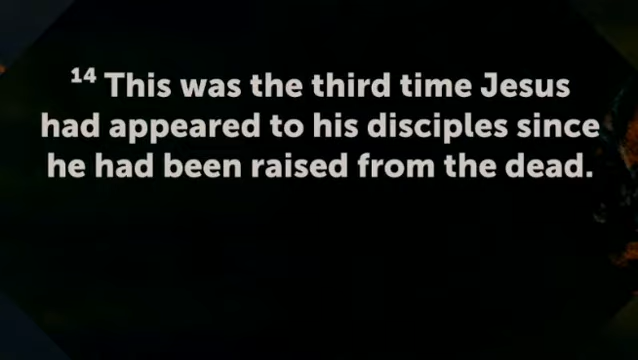 14 This was the third time Jesus
had appeared to his disciples since
he had been raised from the dead.